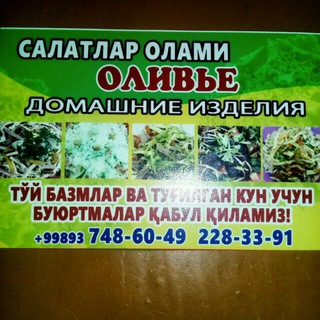 САЛАТЛАР ОЛАМИ
ОЛИВЬЕ
ДОМАШНИЕ ИЗДЕЛИЯ
ТЎЙ БАЗМЛАР ВА ТУҒИЛГАН КУН УЧУН
БУЮРТМАЛАР ҚАБУЛ ҚИЛАМИЗ!
+99893 748-60-49 228-33-91